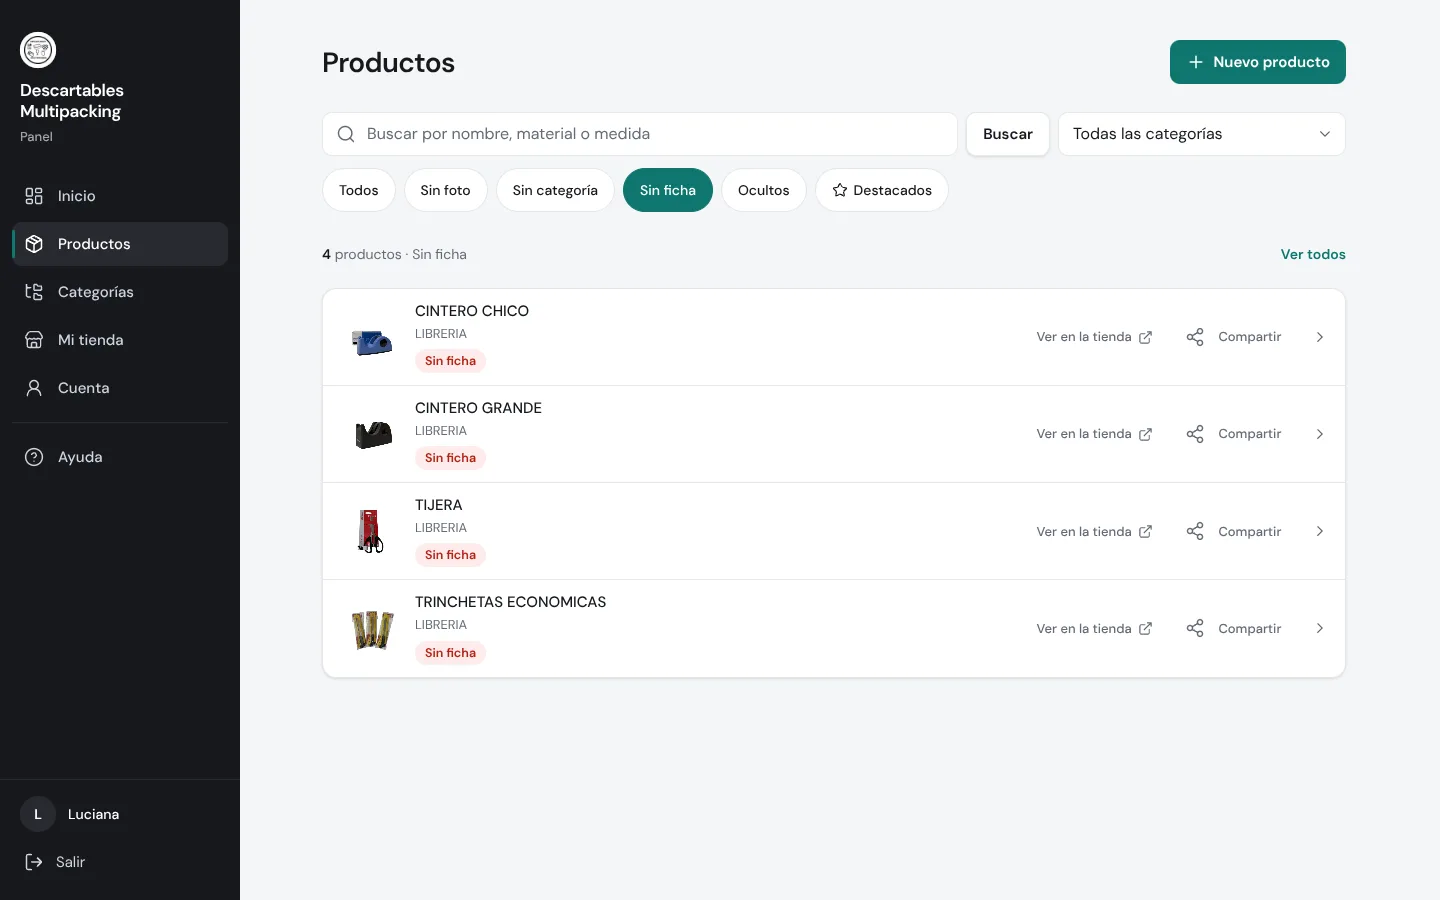 Descartables
Multipacking
Panel
Inicio
Productos
Categorías
Mi tienda
Cuenta
Ayuda
L Luciana
Salir
Productos
Nuevo producto
Buscar por nombre, material o medida
Buscar
Todas las categorías
Todos
Sin foto
Sin categoría
Sin ficha
Ocultos
Destacados
4 productos · Sin ficha
Ver todos
CINTERO CHICO
LIBRERIA
Sin ficha
Ver en la tienda
Compartir
CINTERO GRANDE
LIBRERIA
Sin ficha
Ver en la tienda
Compartir
TIJERA
LIBRERIA
Sin ficha
Ver en la tienda
Compartir
TRINCHETAS ECONOMICAS
LIBRERIA
Sin ficha
Ver en la tienda
Compartir